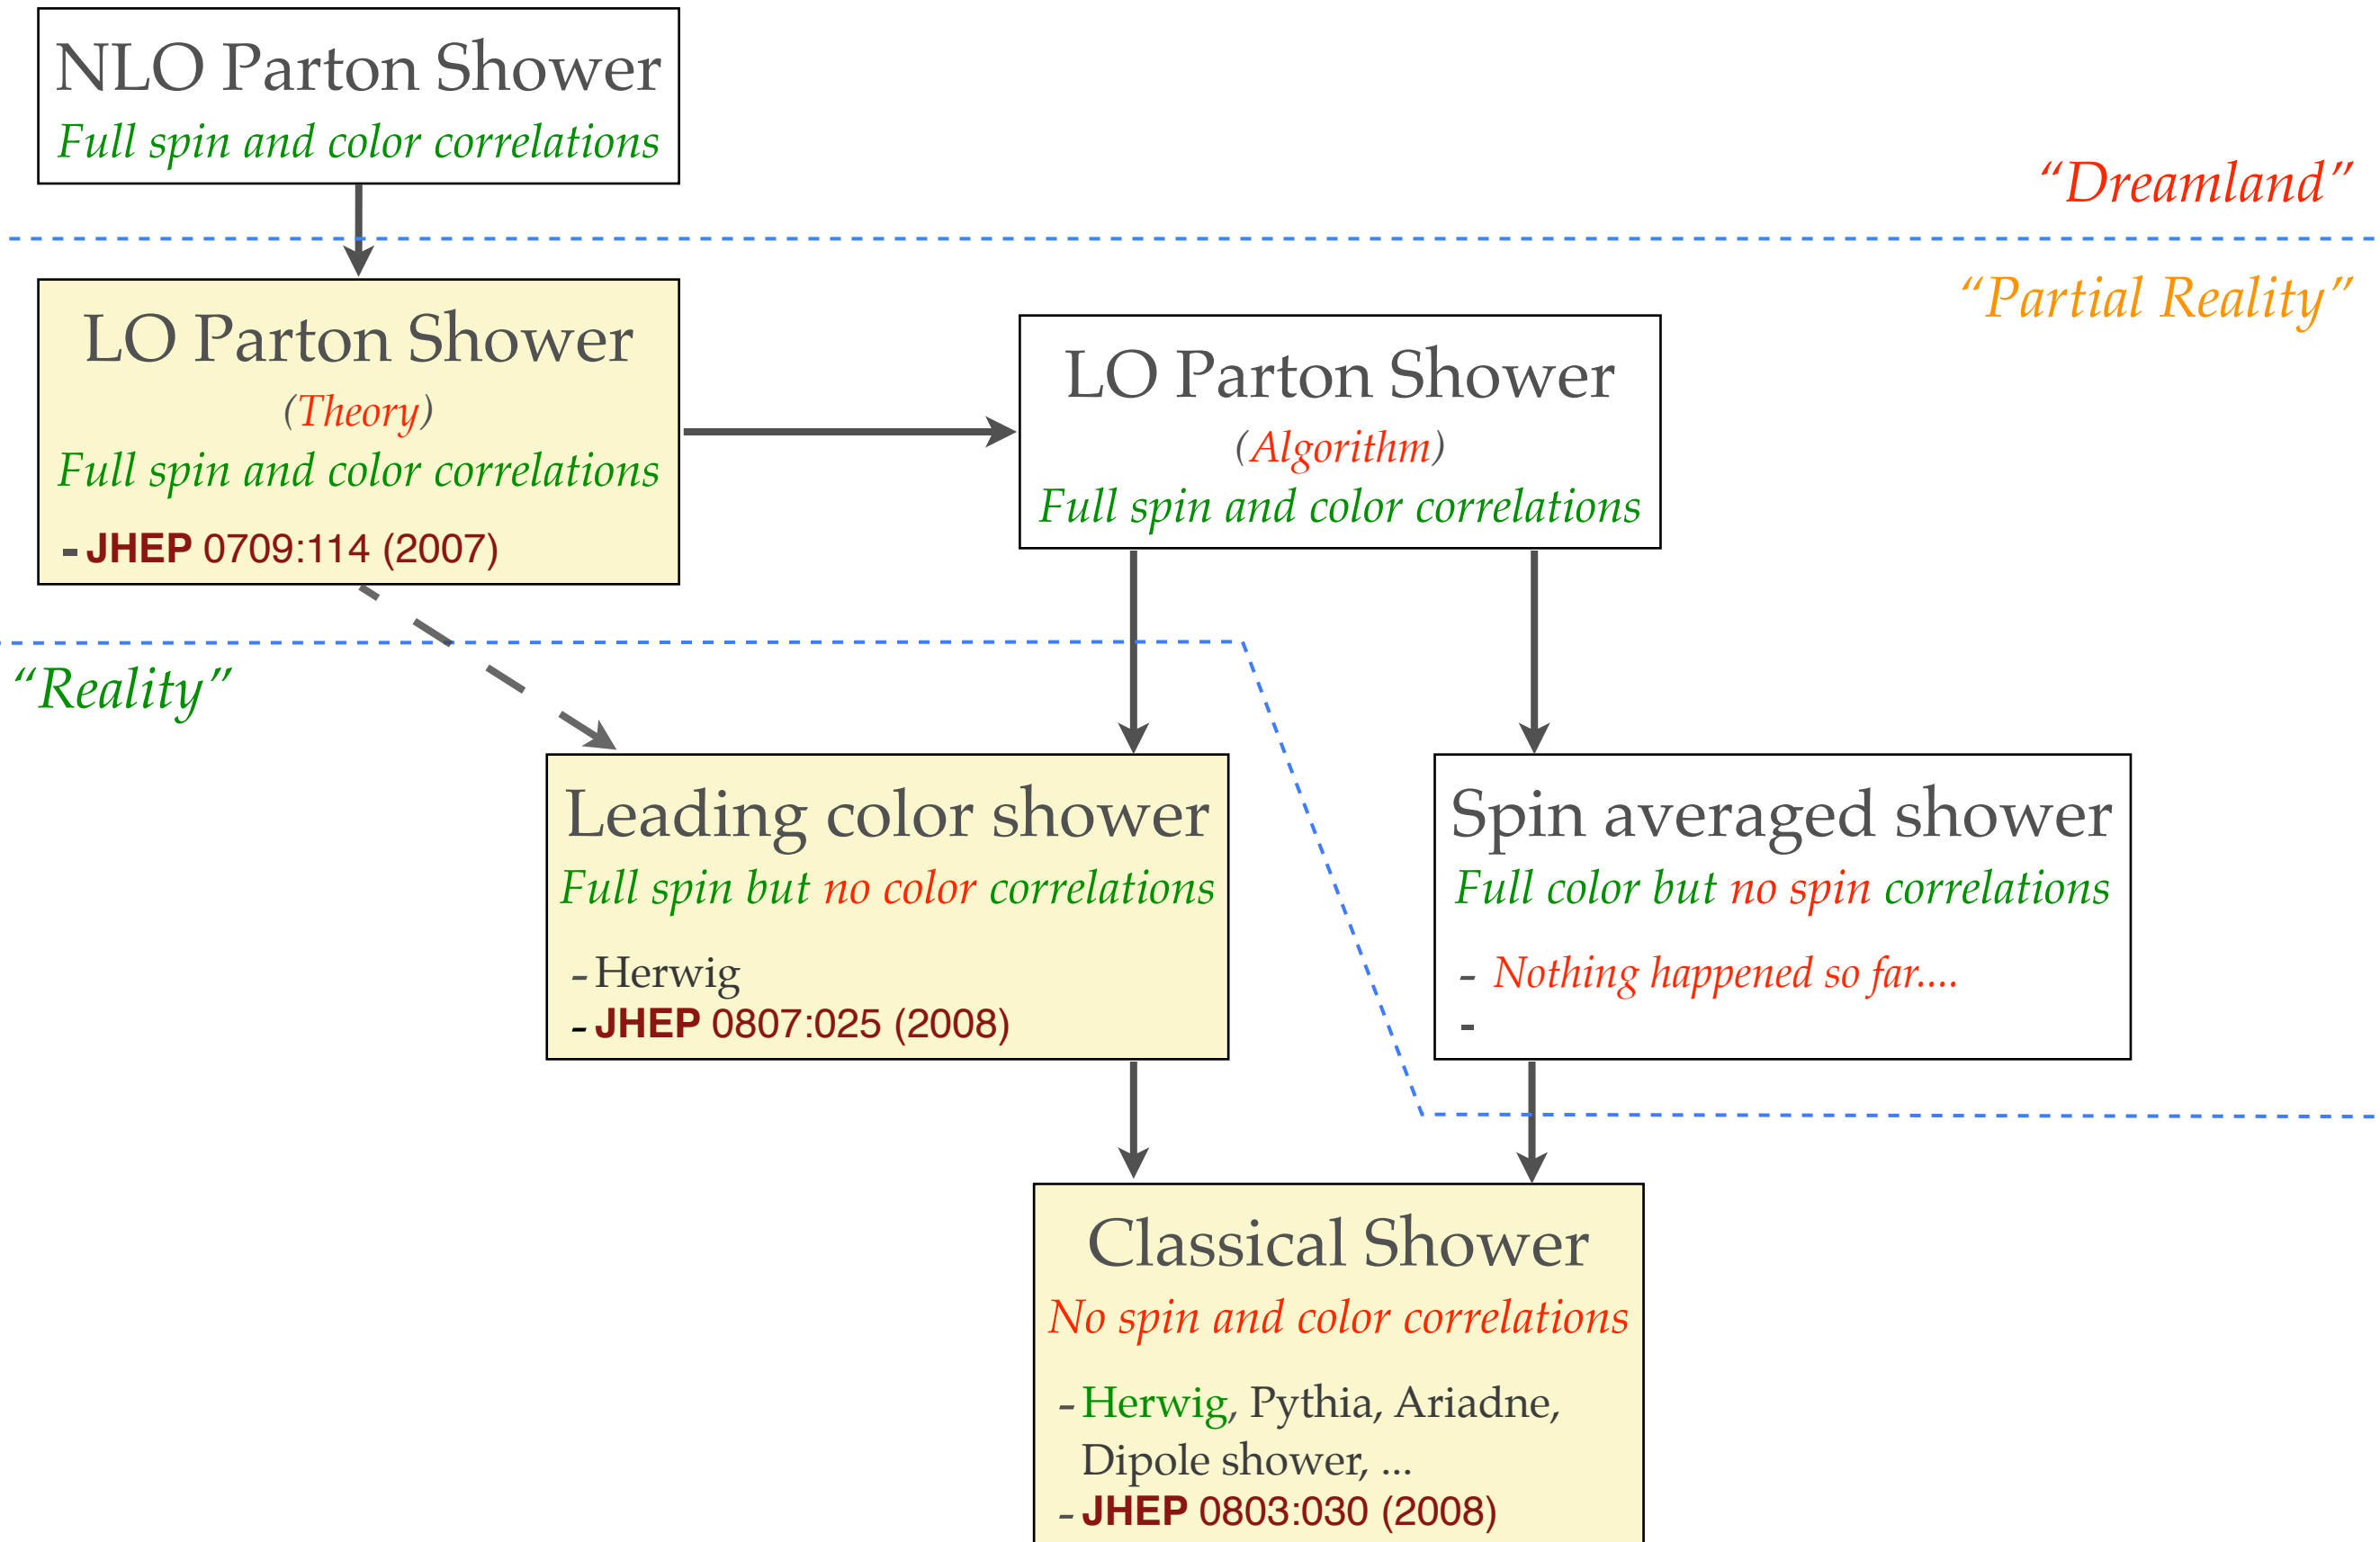 NLO Parton Shower
Full spin and color correlations
“Dreamland”
“Partial Reality”
LO Parton Shower
(Theory)
Full spin and color correlations
- JHEP 0709:114 (2007)
LO Parton Shower
(Algorithm)
Full spin and color correlations
“Reality”
Leading color shower
Full spin but no color correlations
- Herwig
- JHEP 0807:025 (2008)
Spin averaged shower
Full color but no spin correlations
- Nothing happened so far....
-
Classical Shower
No spin and color correlations
- Herwig, Pythia, Ariadne,
Dipole shower, ...
- JHEP 0803:030 (2008)